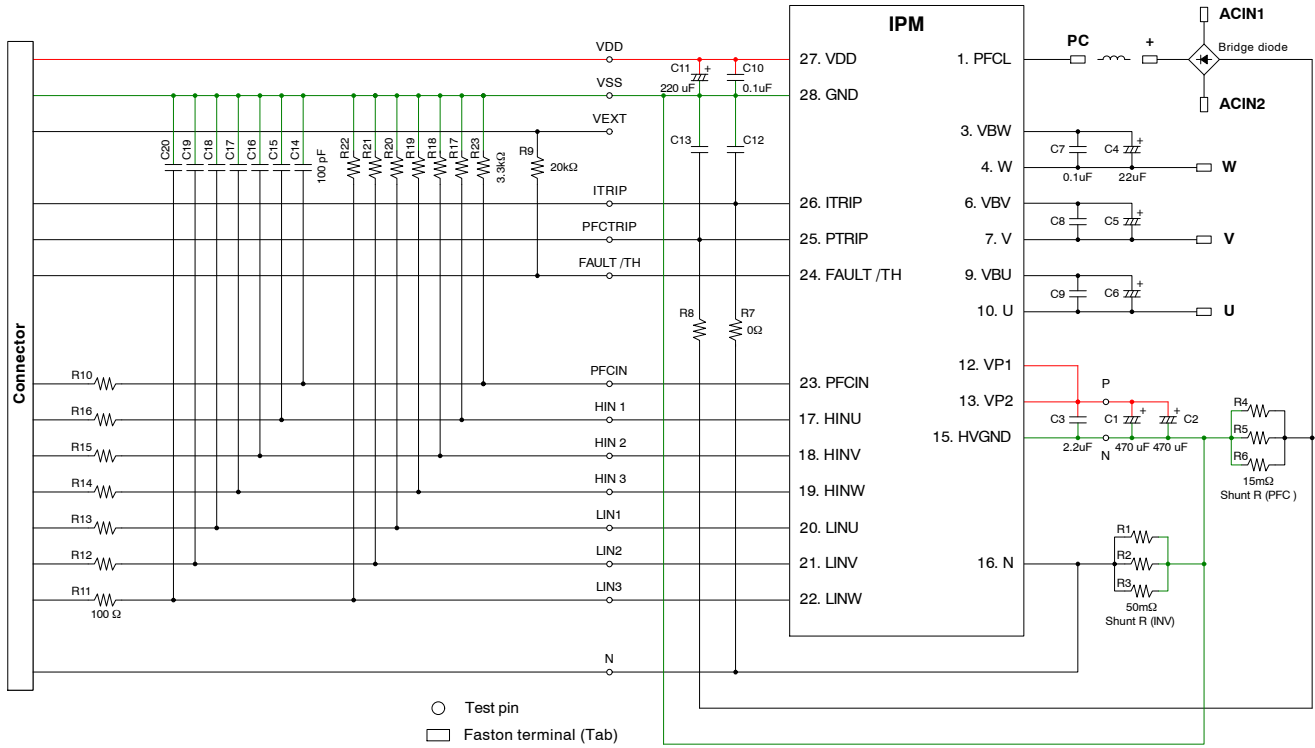 IPM
Connector
VDD
VSS
VEXT
ITRIP
PFCTRIP
FAULT /TH
PFCIN
HIN 1
HIN 2
HIN 3
LIN1
LIN2
LIN3
N
C20
C19
C18
C17
C16
C15
C14
100 pF
R22
R21
R20
R19
R18
R17
R23
3.3kΩ
R9
20kΩ
C11
+
220 uF
C10
0.1uF
C13
C12
R8
R7
0Ω
R10
R16
R15
R14
R13
R12
R11
100 Ω
27. VDD
28. GND
26. ITRIP
25. PTRIP
24. FAULT /TH
23. PFCIN
17. HINU
18. HINV
19. HINW
20. LINU
21. LINV
22. LINW
1. PFCL
3. VBW
4. W
6. VBV
7. V
9. VBU
10. U
12. VP1
13. VP2
15. HVGND
16. N
PC
+
ACIN1
Bridge diode
ACIN2
C7
0.1uF
C4
+
22uF
W
C8
C5
+
V
C9
C6
+
U
P
C3
2.2uF
C1
+
470 uF
C2
+
470 uF
N
R4
R5
R6
15mΩ
Shunt R (PFC )
R1
R2
R3
50mΩ
Shunt R (INV)
Test pin
Faston terminal (Tab)